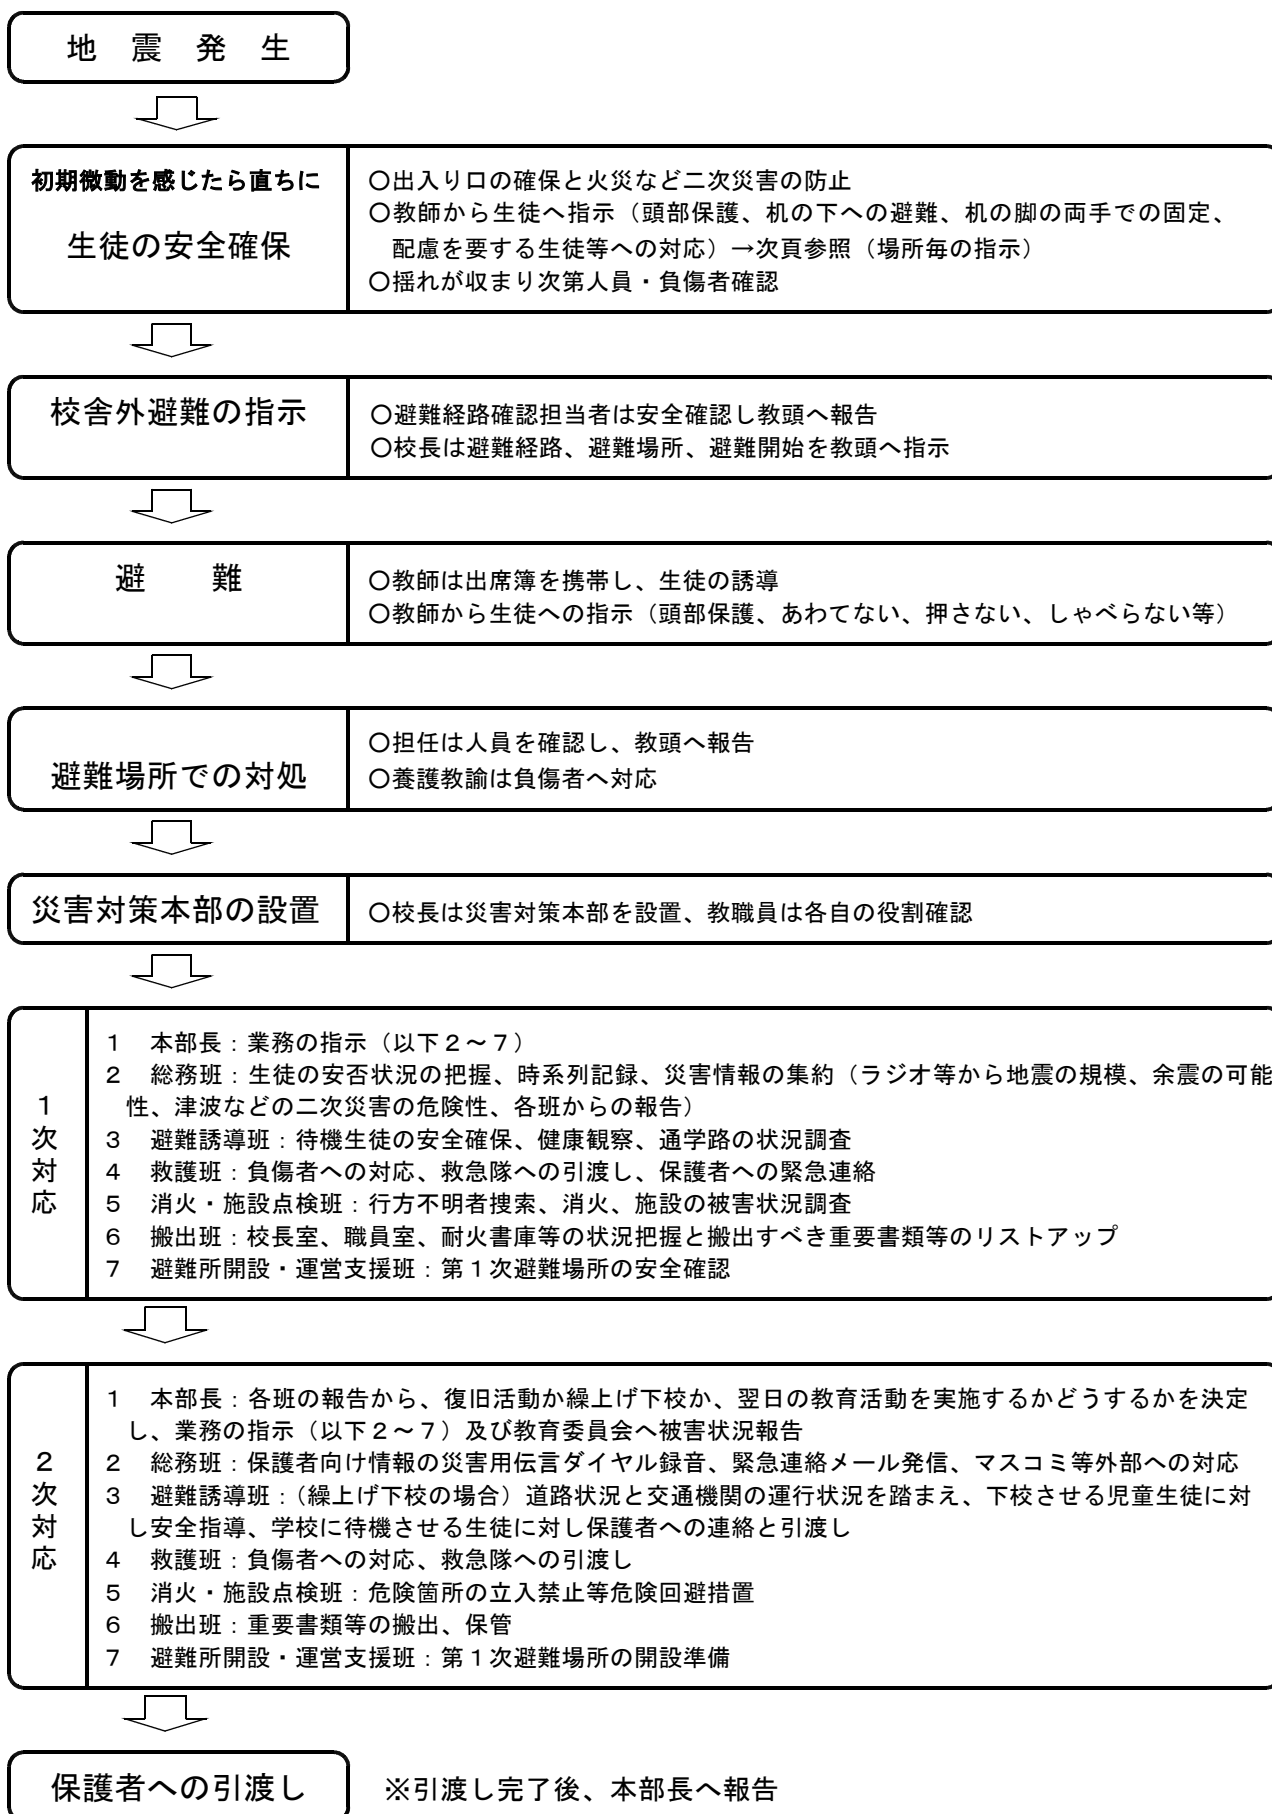 地　震　発　生
初期微動を感じたら直ちに
生徒の安全確保
〇出入り口の確保と火災など二次災害の防止
〇教師から生徒へ指示（頭部保護、机の下への避難、机の脚の両手での固定、
配慮を要する生徒等への対応）→次頁参照（場所毎の指示）
〇揺れが収まり次第人員・負傷者確認
校舎外避難の指示
〇避難経路確認担当者は安全確認し教頭へ報告
〇校長は避難経路、避難場所、避難開始を教頭へ指示
避　　難
〇教師は出席簿を携帯し、生徒の誘導
〇教師から生徒への指示（頭部保護、あわてない、押さない、しゃべらない等）
避難場所での対処
〇担任は人員を確認し、教頭へ報告
〇養護教諭は負傷者へ対応
災害対策本部の設置
〇校長は災害対策本部を設置、教職員は各自の役割確認
１次対応
１　本部長：業務の指示（以下２～７）
２　総務班：生徒の安否状況の把握、時系列記録、災害情報の集約（ラジオ等から地震の規模、余震の可能
性、津波などの二次災害の危険性、各班からの報告）
３　避難誘導班：待機生徒の安全確保、健康観察、通学路の状況調査
４　救護班：負傷者への対応、救急隊への引渡し、保護者への緊急連絡
５　消火・施設点検班：行方不明者捜索、消火、施設の被害状況調査
６　搬出班：校長室、職員室、耐火書庫等の状況把握と搬出すべき重要書類等のリストアップ
７　避難所開設・運営支援班：第１次避難場所の安全確認
２次対応
１　本部長：各班の報告から、復旧活動か繰上げ下校か、翌日の教育活動を実施するかどうするかを決定
し、業務の指示（以下２～７）及び教育委員会へ被害状況報告
２　総務班：保護者向け情報の災害用伝言ダイヤル録音、緊急連絡メール発信、マスコミ等外部への対応
３　避難誘導班：（繰上げ下校の場合）道路状況と交通機関の運行状況を踏まえ、下校させる児童生徒に対
し安全指導、学校に待機させる生徒に対し保護者への連絡と引渡し
４　救護班：負傷者への対応、救急隊への引渡し
５　消火・施設点検班：危険箇所の立入禁止等危険回避措置
６　搬出班：重要書類等の搬出、保管
７　避難所開設・運営支援班：第１次避難場所の開設準備
保護者への引渡し
※引渡し完了後、本部長へ報告